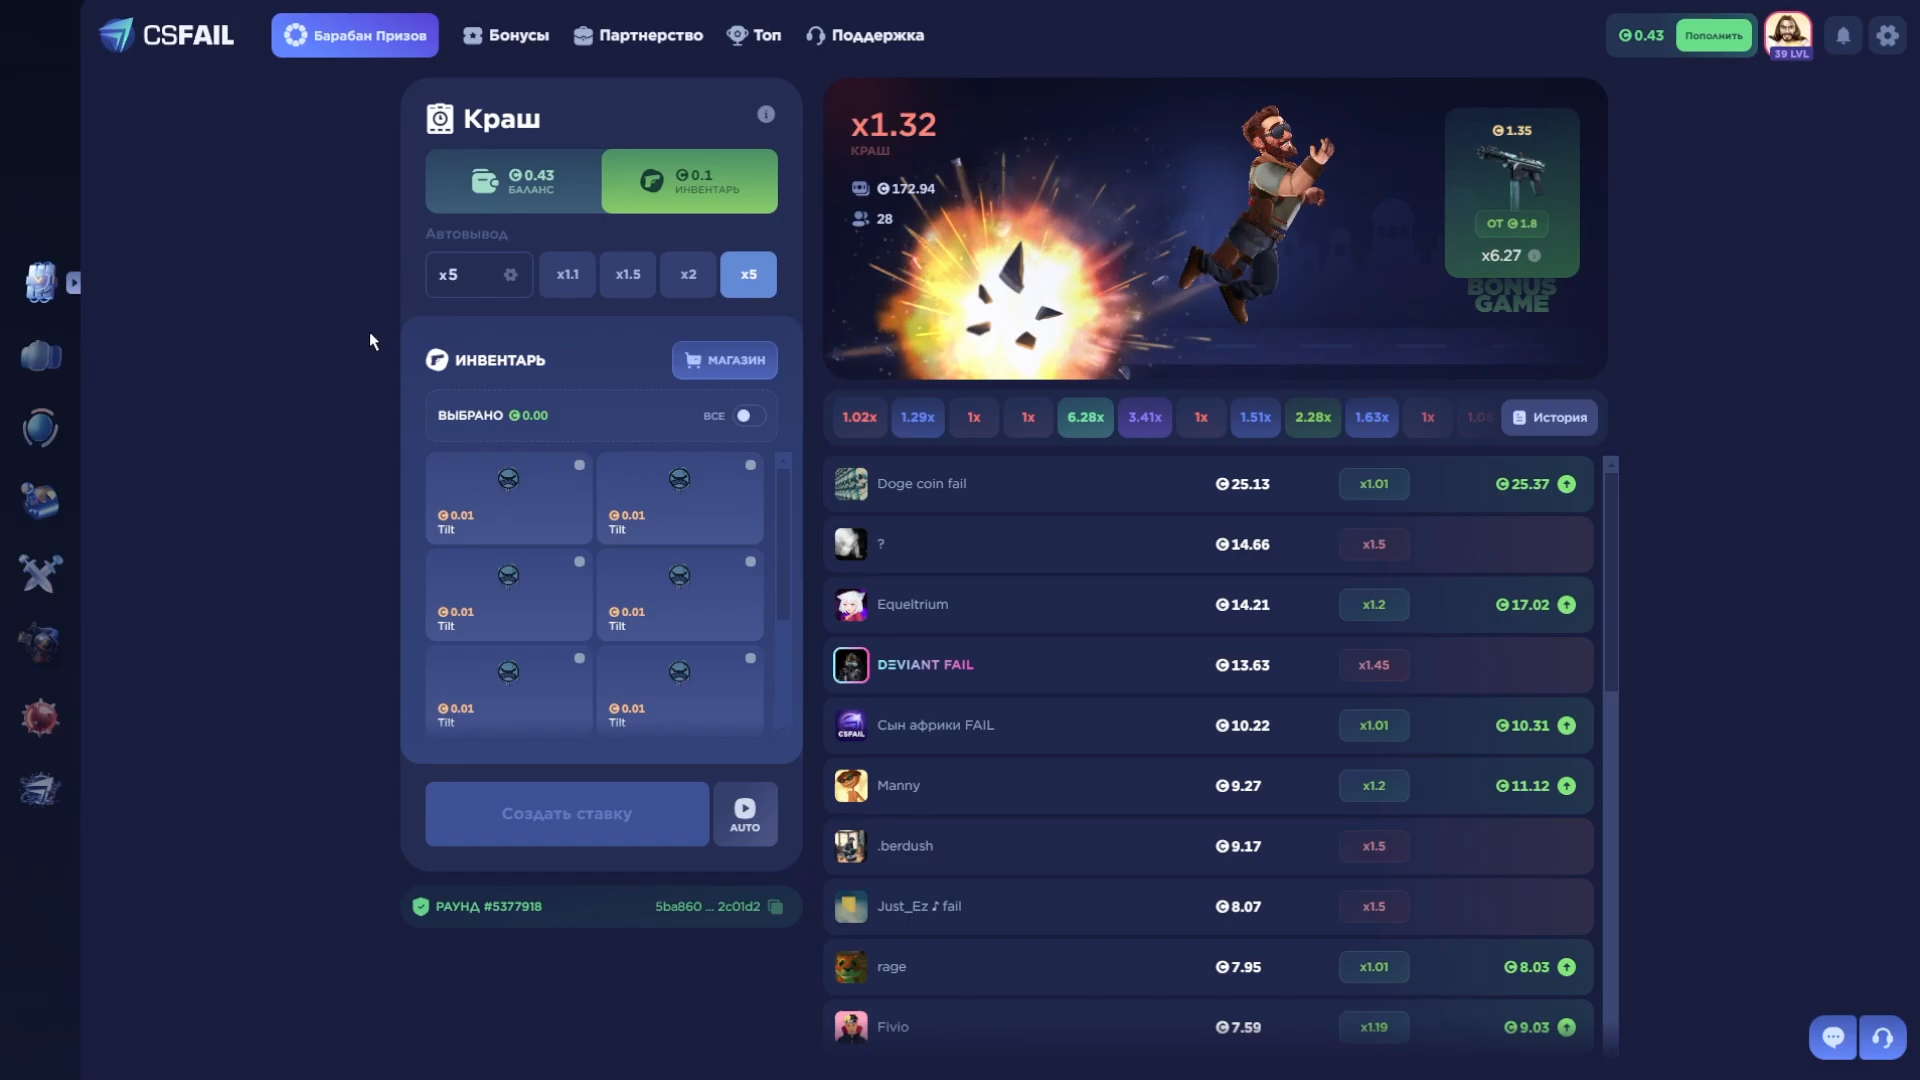 CSFAIL
Барабан Призов
Бонусы
Партнерство
Топ
Поддержка
0.43
Пополнить
39 LVL
Краш
0.43
БАЛАНС
0.1
ИНВЕНТАРЬ
Автовывод
x5
x1.1
x1.5
x2
x5
ИНВЕНТАРЬ
МАГАЗИН
ВЫБРАНО 0.00
ВСЕ
0.01
Tilt
0.01
Tilt
0.01
Tilt
0.01
Tilt
0.01
Tilt
0.01
Tilt
Создать ставку
AUTO
РАУНД #5377918
5ba860 ... 2c01d2
x1.32
КРАШ
172.94
28
1.35
ОТ 1.8
x6.27
BONUS
GAME
1.02x
1.29x
1x
1x
6.28x
3.41x
1x
1.51x
2.28x
1.63x
1x
История
Doge coin fail 25.13 x1.01 25.37
? 14.66 x1.5
Equeltrium 14.21 x1.2 17.02
DΞVIANT FAIL 13.63 x1.45
Сын африки FAIL 10.22 x1.01 10.31
Manny 9.27 x1.2 11.12
.berdush 9.17 x1.5
Just_Ez ♪ fail 8.07 x1.5
rage 7.95 x1.01 8.03
Fivio 7.59 x1.19 9.03